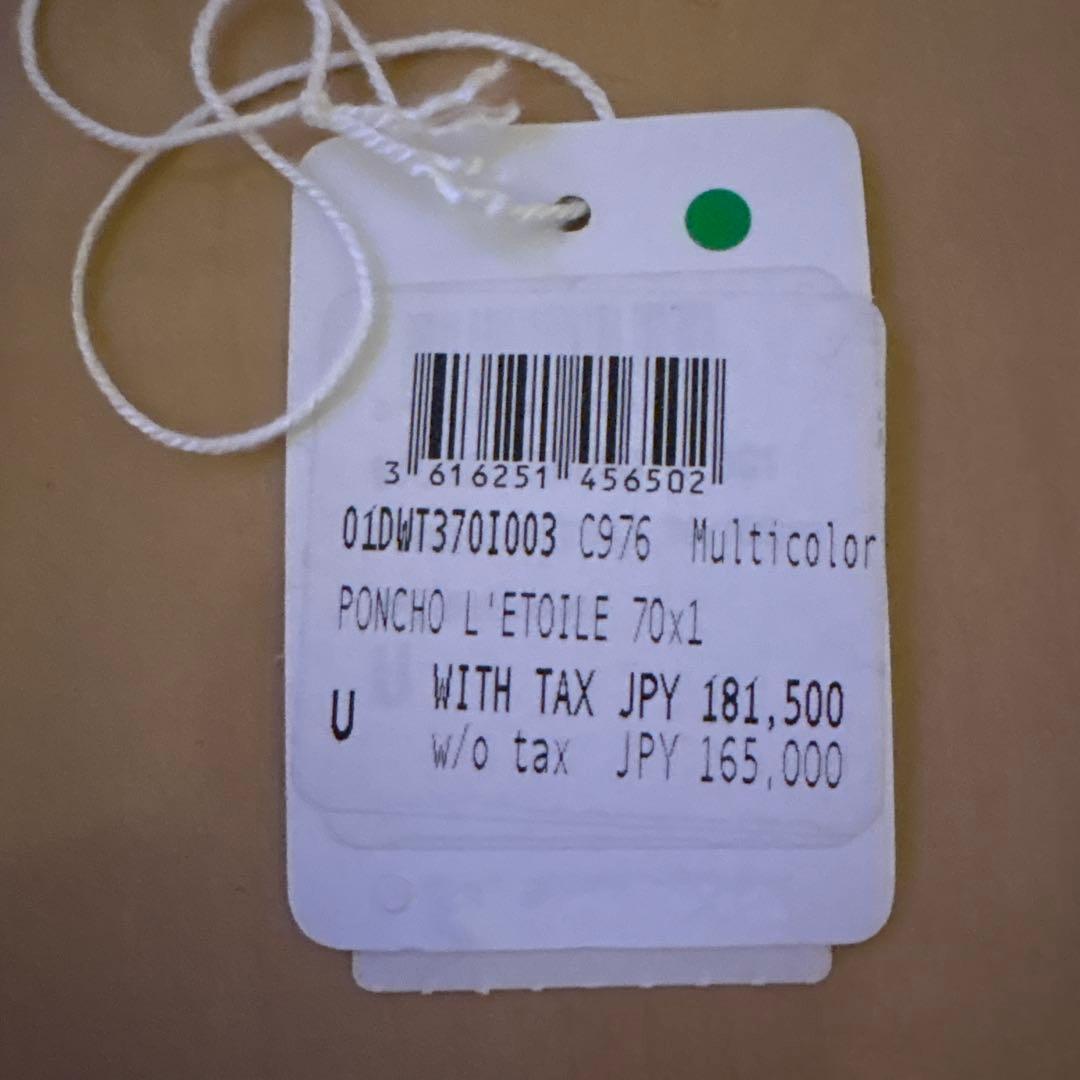 3 616251 456502
01DWT370I003 C976 Multicolor
PONCHO L'ETOILE 70x1
U WITH TAX JPY 181,500
w/o tax JPY 165,000